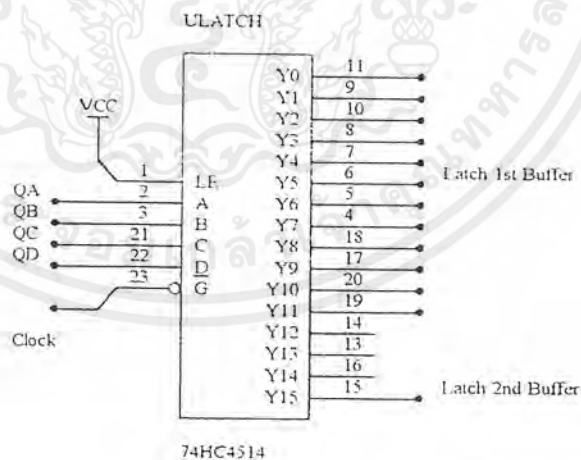 ULATCH
VCC
QA
QB
QC
QD
Clock
1
2
3
21
22
23
LE
A
B
C
D
G
Y0 11
Y1 9
Y2 10
Y3 8
Y4 7
Y5 6
Y6 5
Y7 4
Y8 18
Y9 17
Y10 20
Y11 19
Y12 14
Y13 13
Y14 16
Y15 15
Latch 1st Buffer
Latch 2nd Buffer
74HC4514